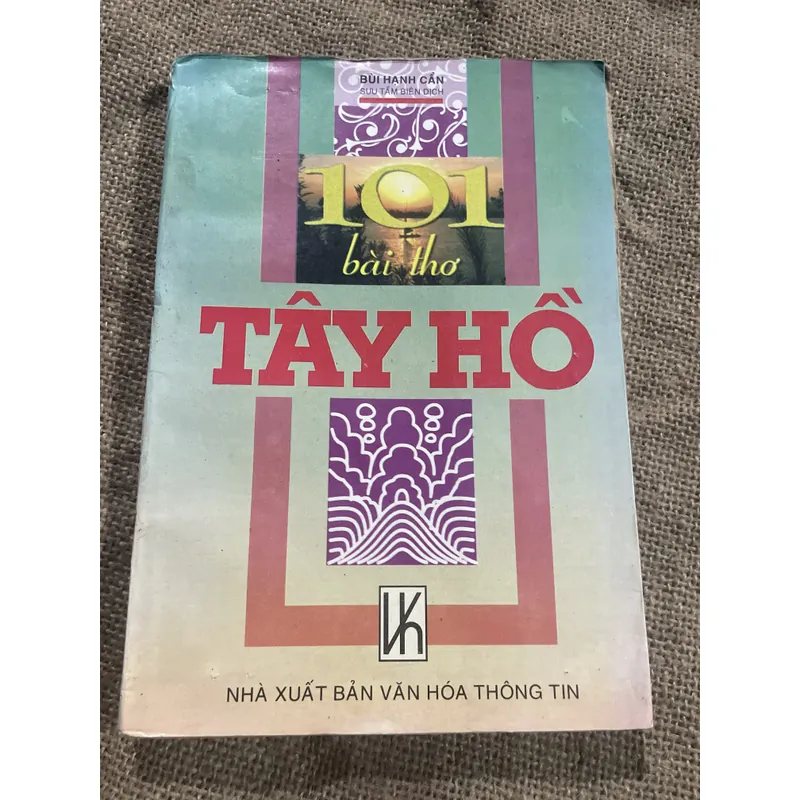 BÙI HẠNH CẨN
SƯU TẦM BIÊN DỊCH
101
bài thơ
TÂY HỒ
NHÀ XUẤT BẢN VĂN HÓA THÔNG TIN